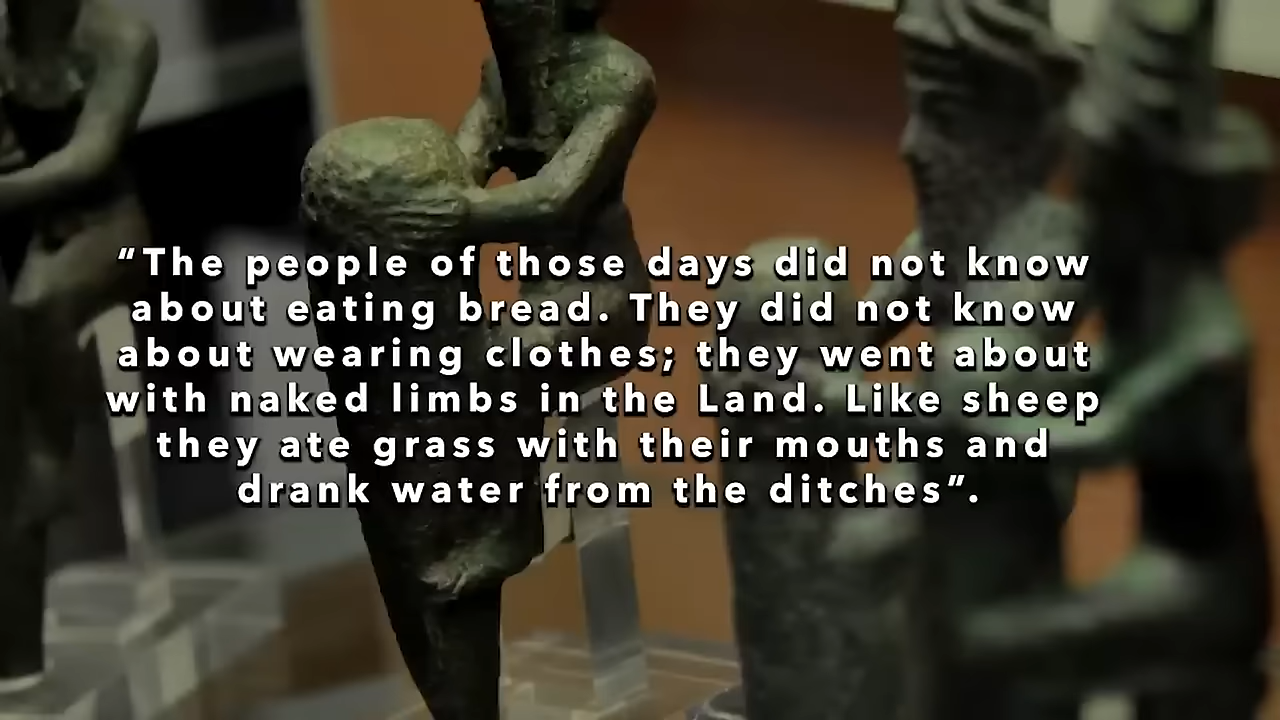 “The people of those days did not know
about eating bread. They did not know
about wearing clothes; they went about
with naked limbs in the Land. Like sheep
they ate grass with their mouths and
drank water from the ditches”.